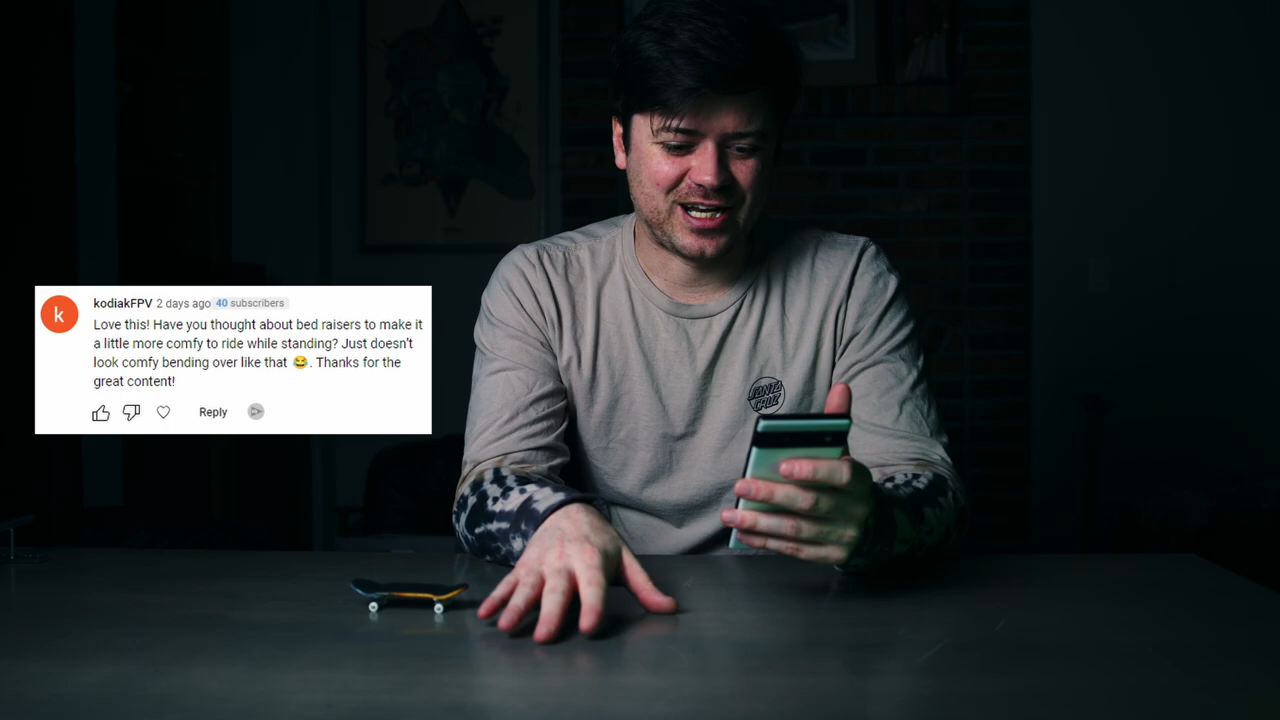 kodiakFPV 2 days ago 40 subscribers
Love this! Have you thought about bed raisers to make it
a little more comfy to ride while standing? Just doesn't
look comfy bending over like that 😂. Thanks for the
great content!
Reply
SANTA
CRUZ